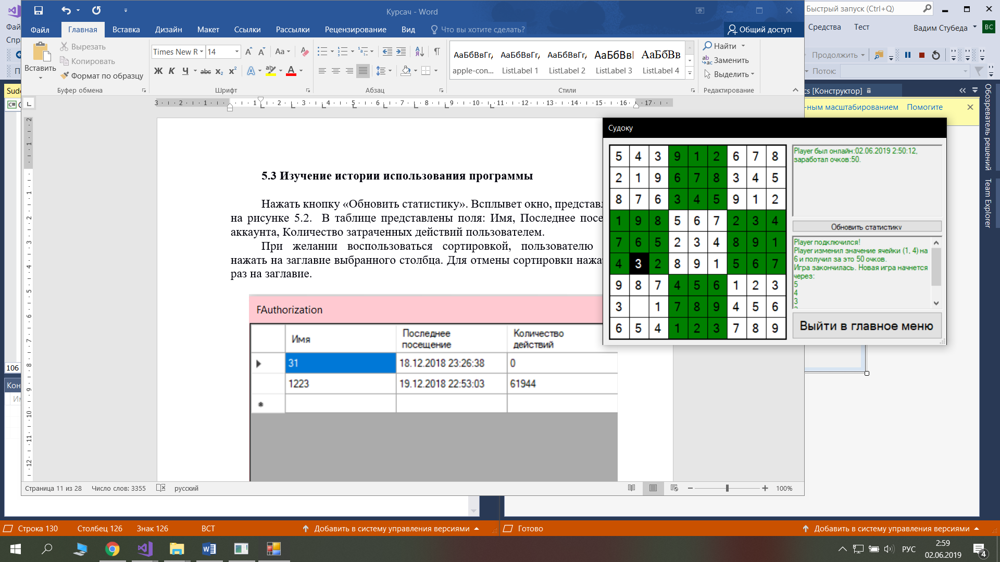 Курсач - Word
Быстрый запуск (Ctrl+Q)
Файл
Главная
Вставка
Дизайн
Макет
Ссылки
Рассылки
Рецензирование
Вид
Что вы хотите сделать?
Общий доступ
Средства
Тест
Вадим Стубеда
ВС
Вставить
Вырезать
Копировать
Формат по образцу
Буфер обмена
Times New R
14
Aa
Ж К Ч abc X₂ X²
Шрифт
Абзац
АаБбВвГг,
АаБбВвГг,
АаБбВвГг,
АаБбВвІ
АаБбВв
apple-con...
ListLabel 1
ListLabel 2
ListLabel 3
ListLabel 4
Стили
Найти
Заменить
Выделить
Редактирование
Продолжить
Поток:
cs [Конструктор]
-ным масштабированием
Помогите
Обозреватель решений
Team Explorer
5.3 Изучение истории использования программы
Нажать кнопку «Обновить статистику». Всплывет окно, представл
на рисунке 5.2. В таблице представлены поля: Имя, Последнее посе
аккаунта, Количество затраченных действий пользователем.
При желании воспользоваться сортировкой, пользователю
нажать на заглавие выбранного столбца. Для отмены сортировки нажат
раз на заглавие.
FAuthorization
Имя
Последнее посещение
Количество действий
31
18.12.2018 23:26:38
0
1223
19.12.2018 22:53:03
61944
Судоку
5 4 3 9 1 2 6 7 8
2 1 9 6 7 8 3 4 5
8 7 6 3 4 5 9 1 2
1 9 8 5 6 7 2 3 4
7 6 5 2 3 4 8 9 1
4 3 2 8 9 1 5 6 7
9 8 7 4 5 6 1 2 3
3 1 7 8 9 4 5 6
6 5 4 1 2 3 7 8 9
Player был онлайн:02.06.2019 2:50:12,
заработал очков:50.
Обновить статистику
Player подключился!
Player изменил значение ячейки (1, 4) на
6 и получил за это 50 очков.
Игра закончилась. Новая игра начнется
через:
5
4
3
Выйти в главное меню
106
Страница 11 из 28
Число слов: 3355
русский
100%
Строка 130
Столбец 126
Знак 126
ВСТ
Добавить в систему управления версиями
Готово
Добавить в систему управления версиями
РУС
2:59
02.06.2019
4